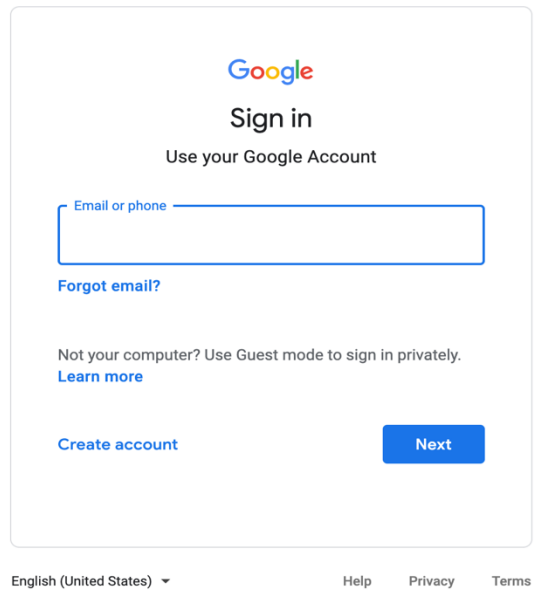 Google
Sign in
Use your Google Account
Email or phone
Forgot email?
Not your computer? Use Guest mode to sign in privately.
Learn more
Create account
Next
English (United States)
Help Privacy Terms